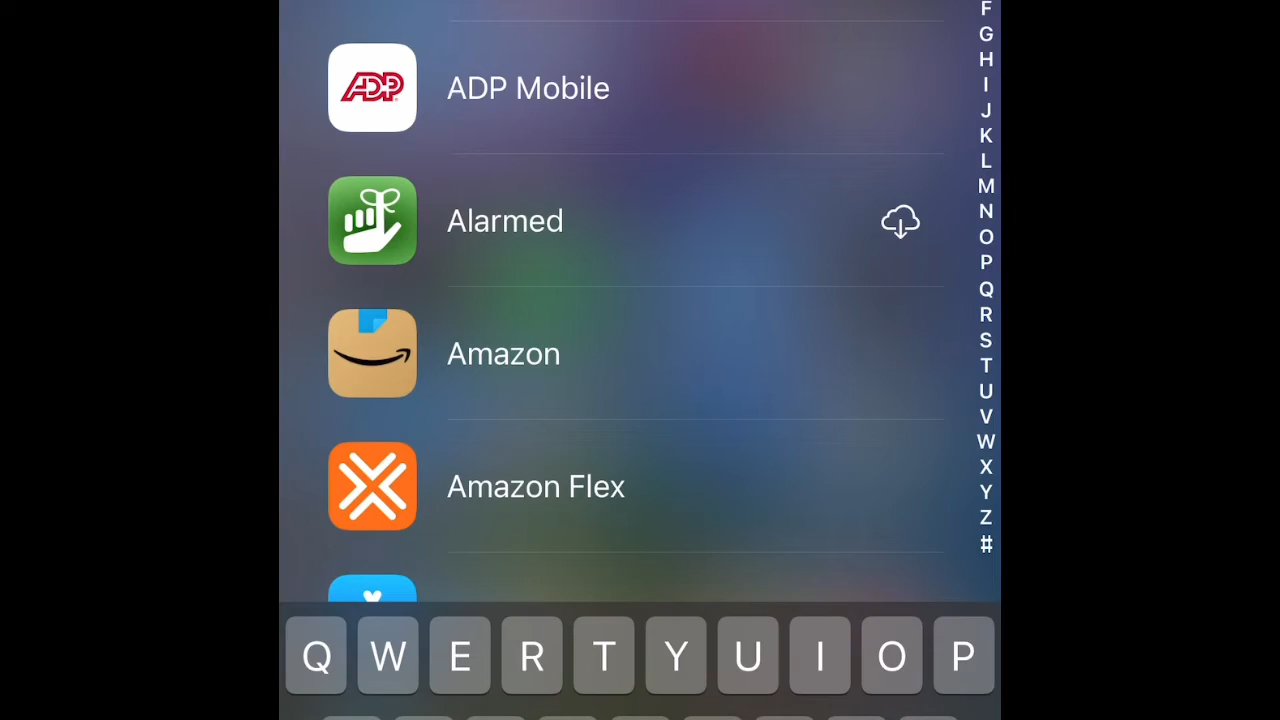 ADP
ADP Mobile
Alarmed
Amazon
Amazon Flex
F
G
H
I
J
K
L
M
N
O
P
Q
R
S
T
U
V
W
X
Y
Z
#
Q W E R T Y U I O P